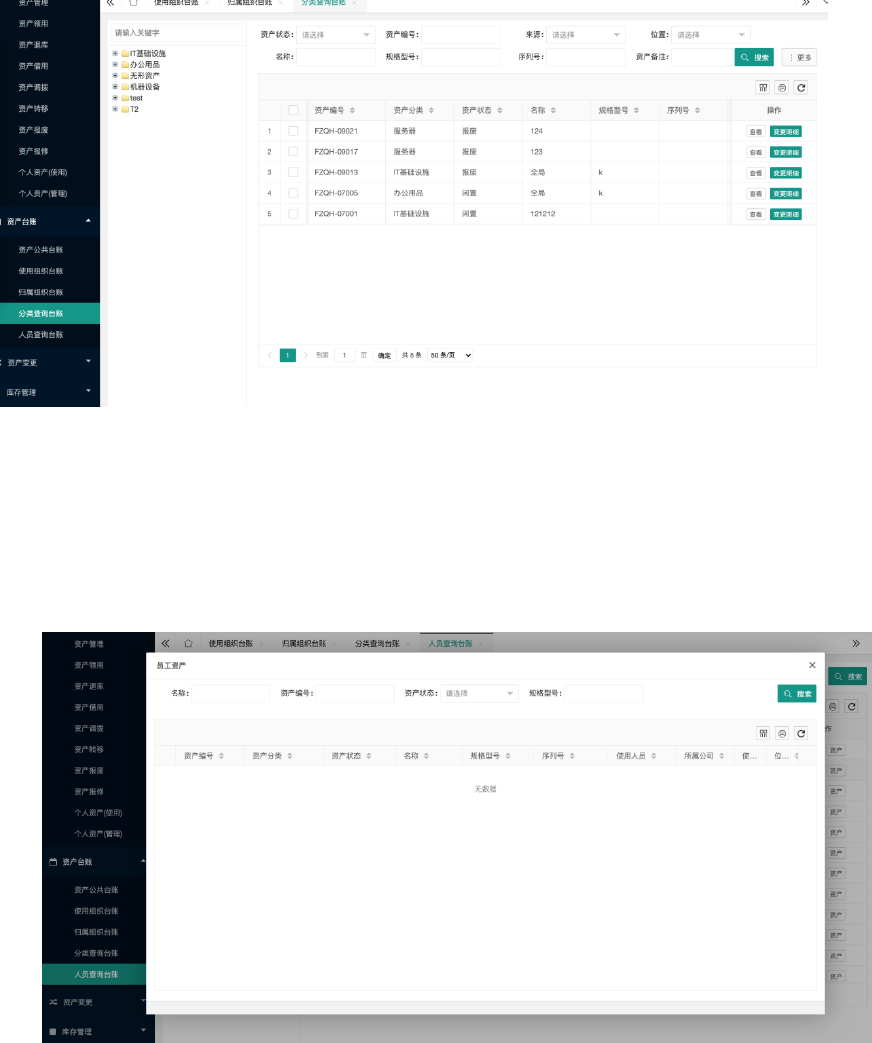 资产管理
使用组织台账
归属组织台账
分类查询台账
资产领用
资产退库
资产借用
资产调拨
资产转移
资产报废
资产报修
个人资产(使用)
个人资产(管理)
资产台账
资产公共台账
使用组织台账
归属组织台账
分类查询台账
人员查询台账
资产变更
库存管理
请输入关键字
IT基础设施
办公用品
无形资产
机器设备
test
T2
资产状态: 请选择 资产编号: 来源: 请选择 位置: 请选择
名称: 规格型号: 序列号: 资产备注: 搜索 更多
资产编号 资产分类 资产状态 名称 规格型号 序列号 操作
1 FZQH-09021 服务器 报废 124 查看 变更明细
2 FZQH-09017 服务器 报废 123 查看 变更明细
3 FZQH-09013 IT基础设施 报废 全局 k 查看 变更明细
4 FZQH-07005 办公用品 闲置 全局 k 查看 变更明细
5 FZQH-07001 IT基础设施 闲置 121212 查看 变更明细
1 到第 1 页 确定 共 5 条 50 条/页
资产管理
使用组织台账 归属组织台账 分类查询台账 人员查询台账
资产领用
资产退库
资产借用
资产调拨
资产转移
资产报废
资产报修
个人资产(使用)
个人资产(管理)
资产台账
资产公共台账
使用组织台账
归属组织台账
分类查询台账
人员查询台账
资产变更
库存管理
员工资产
名称: 资产编号: 资产状态: 请选择 规格型号: 搜索
资产编号 资产分类 资产状态 名称 规格型号 序列号 使用人员 所属公司 使... 位...
无数据
搜索
作
资产
资产
资产
资产
资产
资产
资产
资产
资产
资产
资产
资产